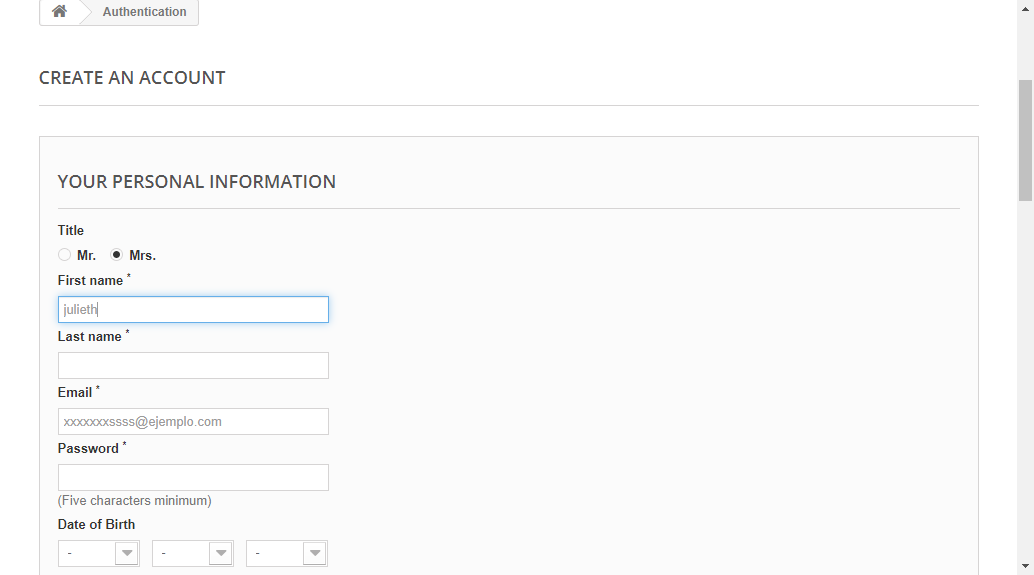 Authentication
CREATE AN ACCOUNT
YOUR PERSONAL INFORMATION
Title
Mr. Mrs.
First name *
julieth
Last name *
Email *
xxxxxxxssss@ejemplo.com
Password *
(Five characters minimum)
Date of Birth
- - -